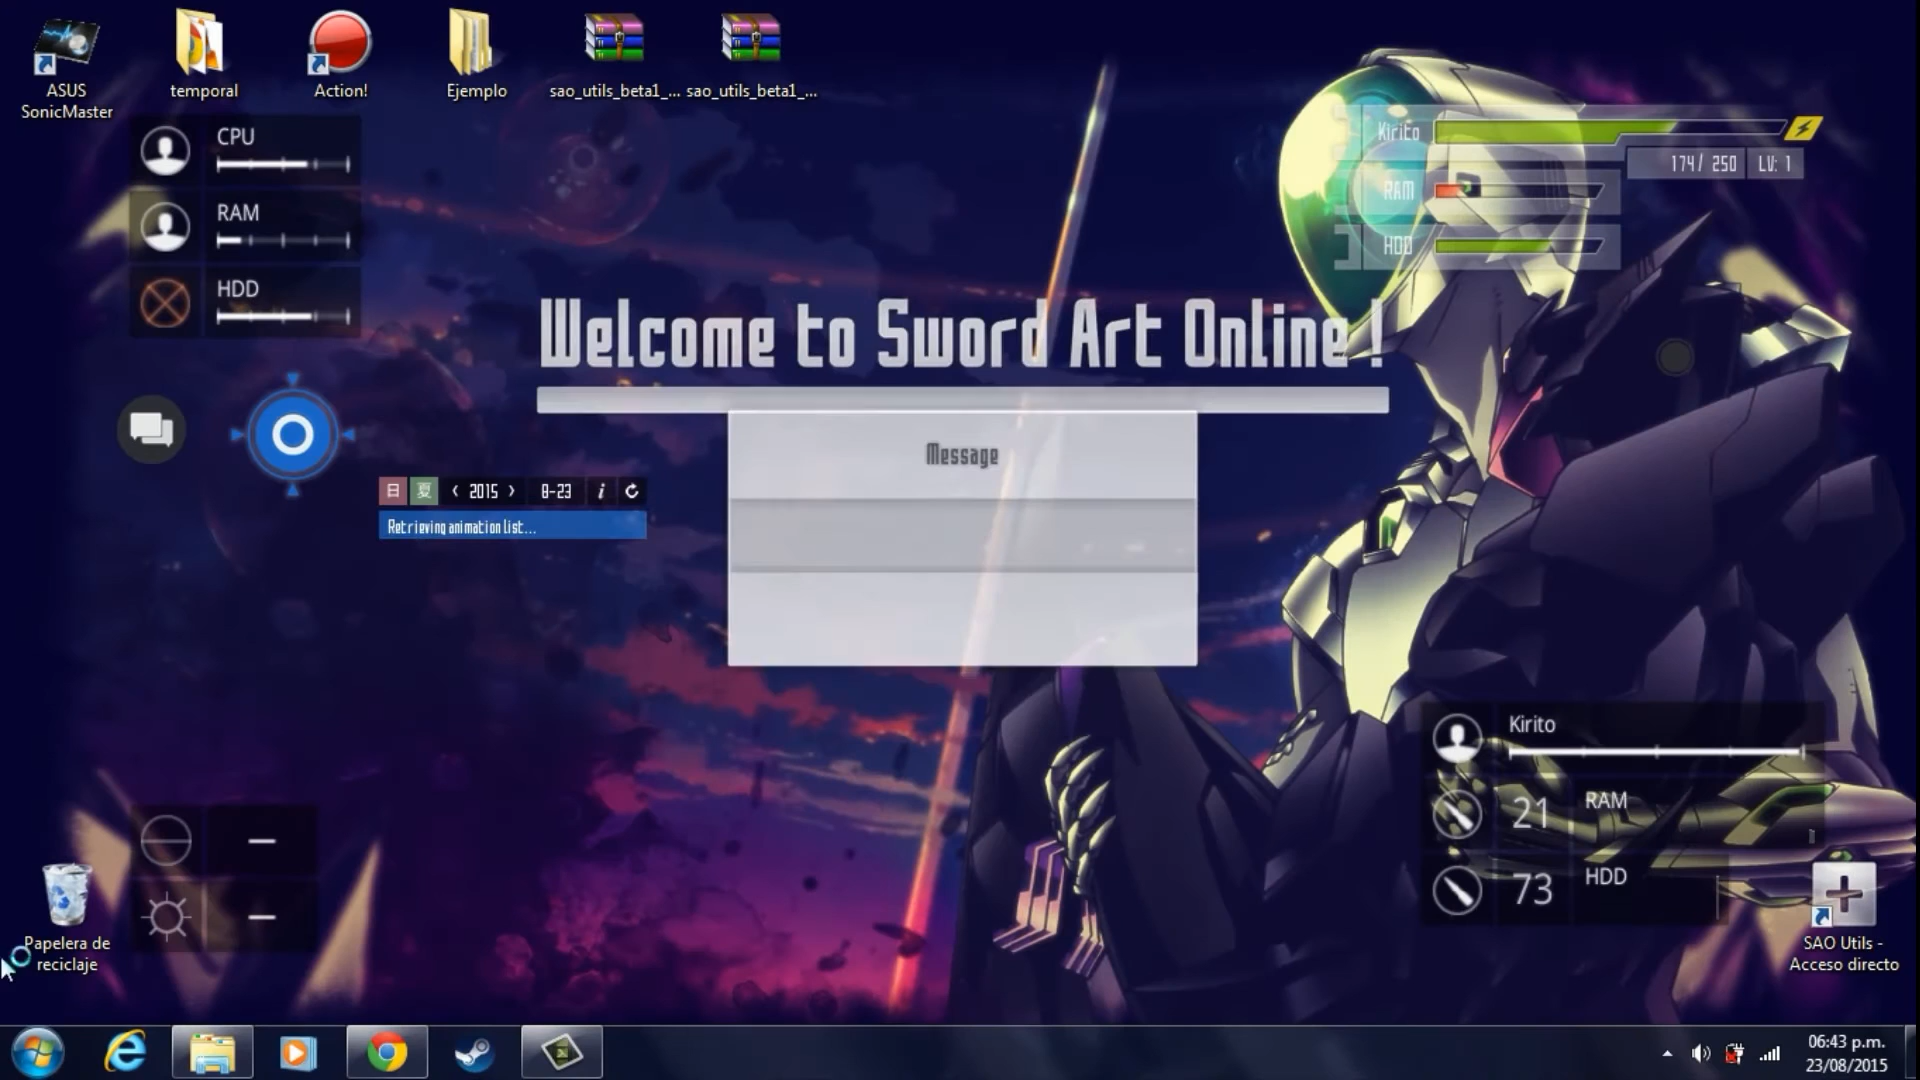 ASUS
SonicMaster
temporal
Action!
Ejemplo
sao_utils_beta1_...
sao_utils_beta1_...
CPU
RAM
HDD
Kirito
174/ 250
LV: 1
RAM
HDD
Welcome to Sword Art Online !
Message
日 夏 < 2015 > 8-23 i
Retrieving animation list...
Kirito
21 RAM
73 HDD
Papelera de
reciclaje
SAO Utils -
Acceso directo
06:43 p.m.
23/08/2015